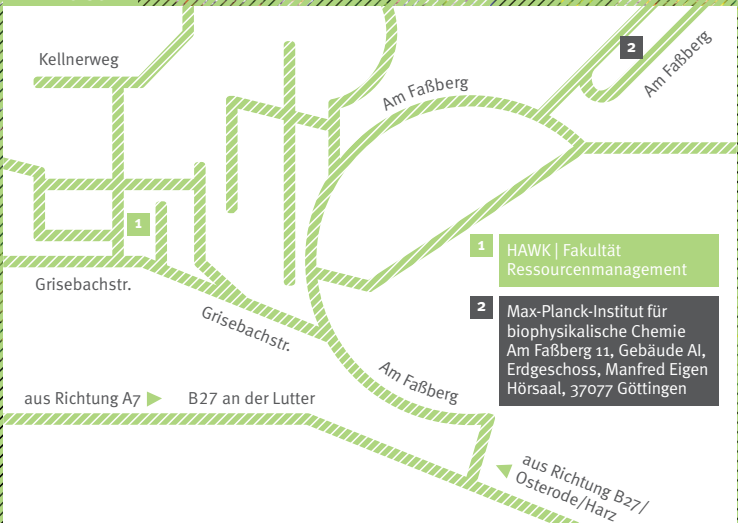 Kellnerweg
Am Faßberg
2
Am Faßberg
1
Grisebachstr.
Grisebachstr.
1
HAWK | Fakultät
Ressourcenmanagement
2
Max-Planck-Institut für
biophysikalische Chemie
Am Faßberg 11, Gebäude AI,
Erdgeschoss, Manfred Eigen
Hörsaal, 37077 Göttingen
Am Faßberg
aus Richtung A7
B27 an der Lutter
aus Richtung B27/
Osterode/Harz